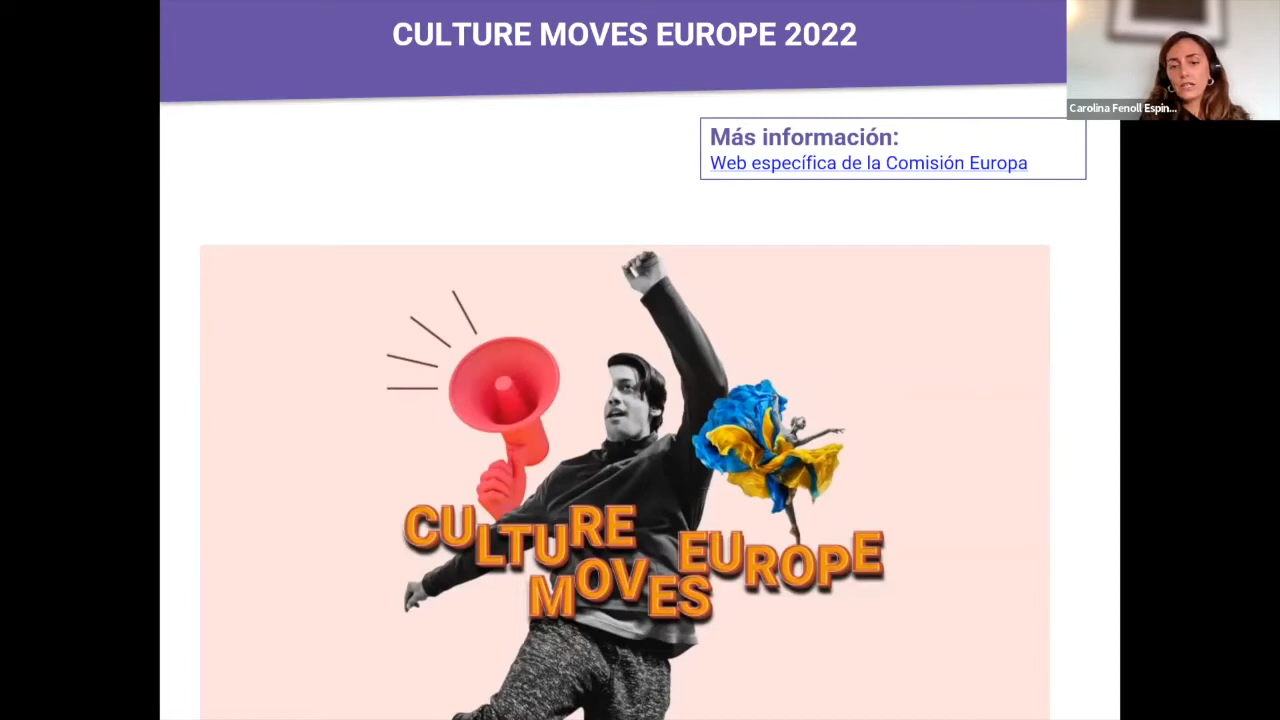 CULTURE MOVES EUROPE 2022
Carolina Fenoll Espin...
Más información:
Web específica de la Comisión Europa
CULTURE
MOVES
EUROPE